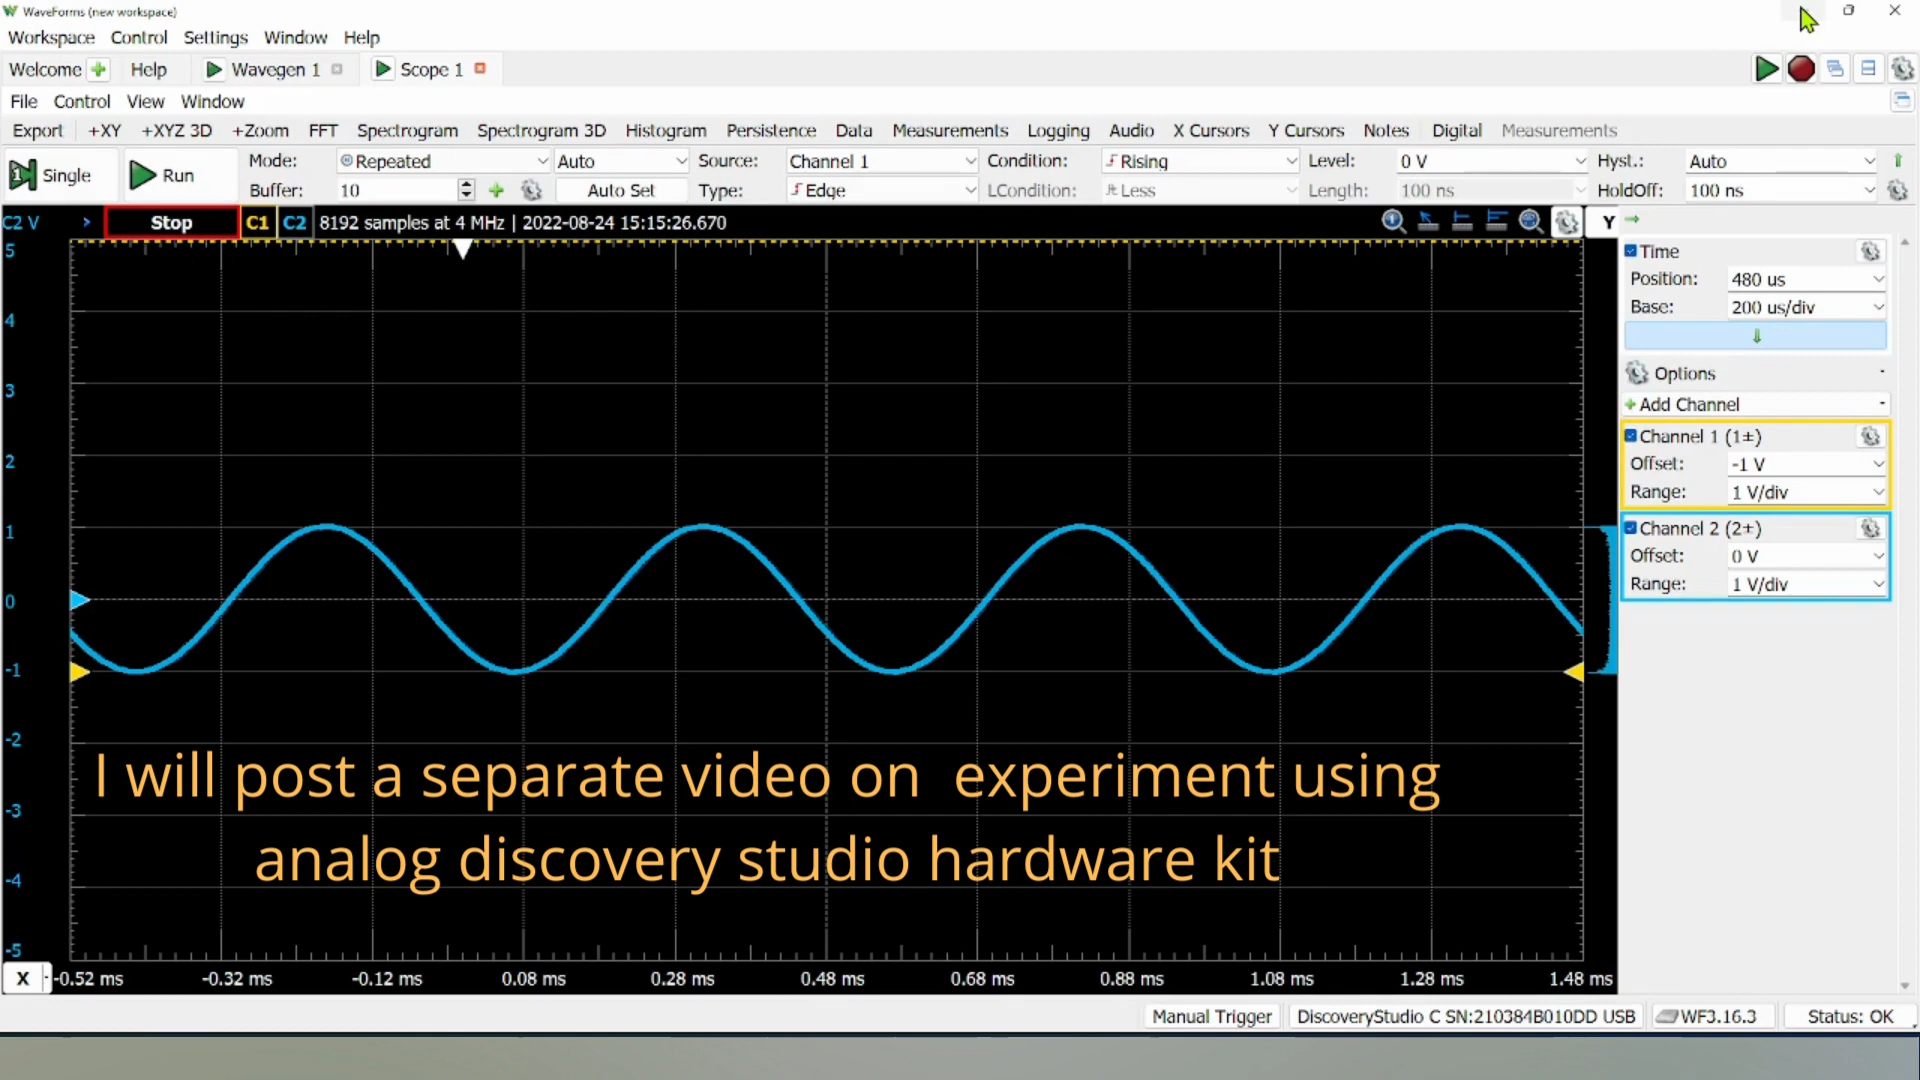 WaveForms (new workspace)
Workspace Control Settings Window Help
Welcome Help Wavegen 1 Scope 1
File Control View Window
Export +XY +XYZ 3D +Zoom FFT Spectrogram Spectrogram 3D Histogram Persistence Data Measurements Logging Audio X Cursors Y Cursors Notes Digital Measurements
Single Run Mode: Repeated Auto Source: Channel 1 Condition: Rising Level: 0 V Hyst.: Auto
Buffer: 10 Auto Set Type: Edge LCondition: Less Length: 100 ns HoldOff: 100 ns
C2 V Stop C1 C2 8192 samples at 4 MHz | 2022-08-24 15:15:26.670 Y
5
4
3
2
1
0
-1
-2
-3
-4
-5
Time
Position: 480 us
Base: 200 us/div
Options
Add Channel
Channel 1 (1±)
Offset: -1 V
Range: 1 V/div
Channel 2 (2±)
Offset: 0 V
Range: 1 V/div
I will post a separate video on experiment using
analog discovery studio hardware kit
X -0.52 ms -0.32 ms -0.12 ms 0.08 ms 0.28 ms 0.48 ms 0.68 ms 0.88 ms 1.08 ms 1.28 ms 1.48 ms
Manual Trigger DiscoveryStudio C SN:210384B010DD USB WF3.16.3 Status: OK